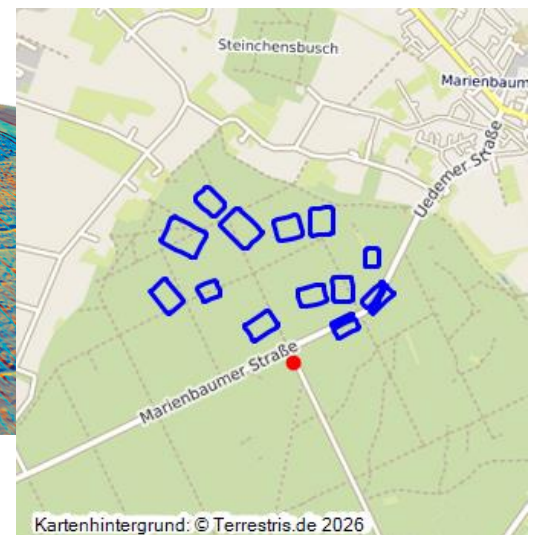 Steinchensbusch
Marienbaum
Uedemer Straße
Marienbaumer Straße
Kartenhintergrund: © Terrestris.de 2026